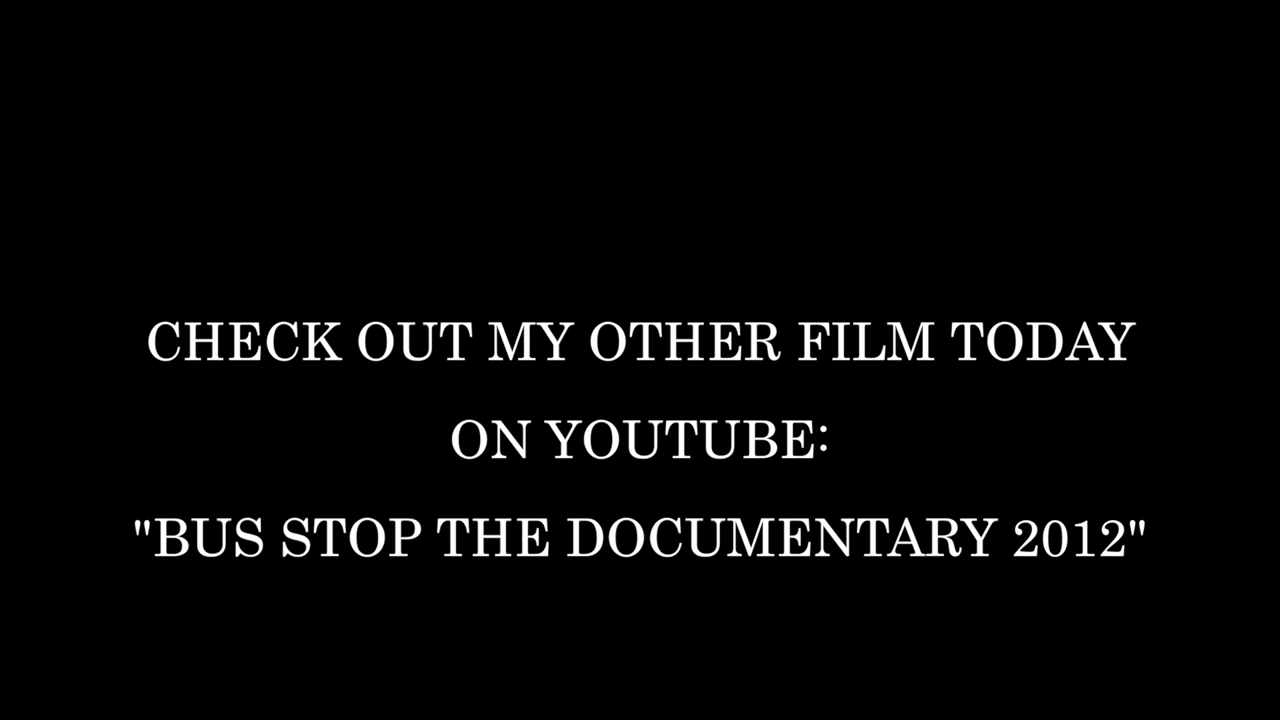 CHECK OUT MY OTHER FILM TODAY
ON YOUTUBE:
"BUS STOP THE DOCUMENTARY 2012"